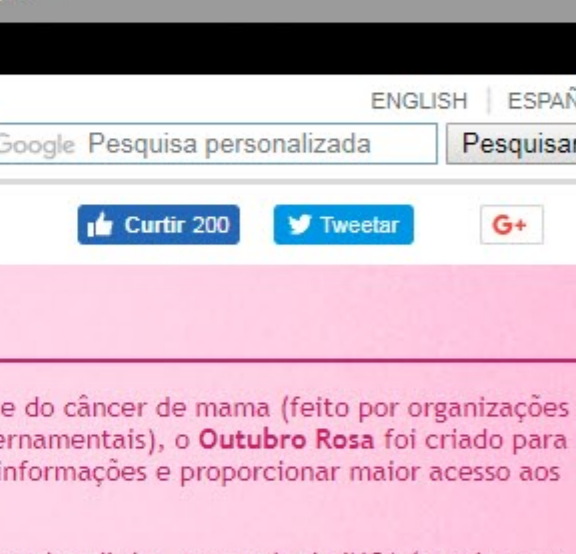 ENGLISH ESPAÑ
Google Pesquisa personalizada Pesquisar
Curtir 200 Tweetar G+
e do câncer de mama (feito por organizações
ernamentais), o Outubro Rosa foi criado para
informações e proporcionar maior acesso aos